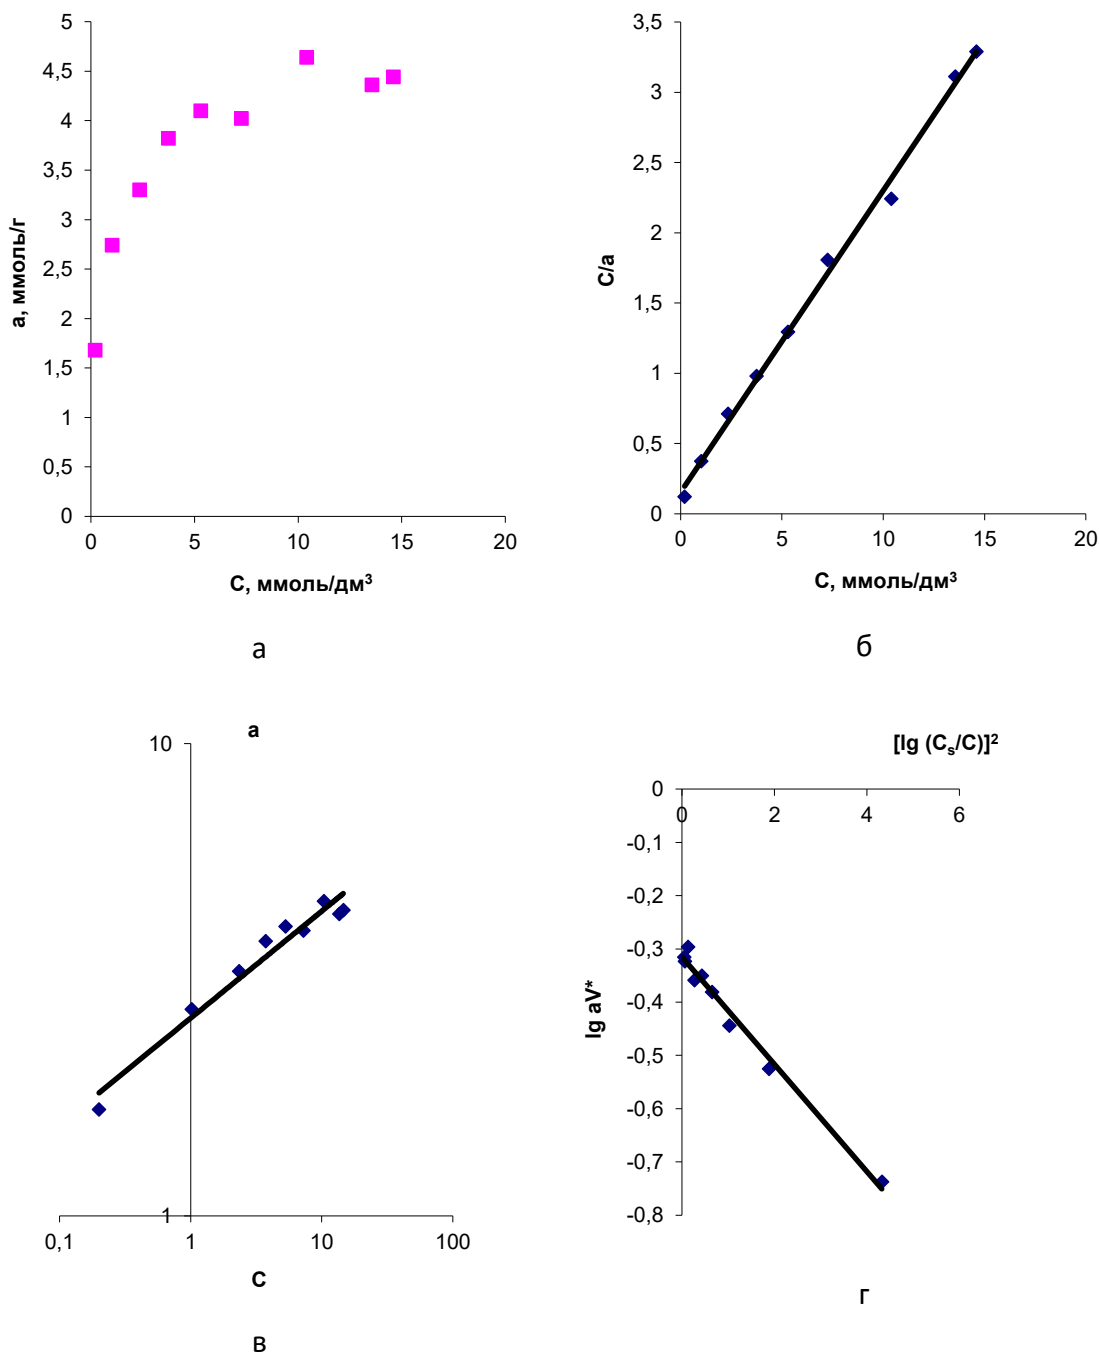 5
4,5
4
3,5
3
2,5
2
1,5
1
0,5
0
а, ммоль/г
0 5 10 15 20
С, ммоль/дм³
а
3,5
3
2,5
2
1,5
1
0,5
0
С/а
0 5 10 15 20
С, ммоль/дм³
б
а
10
1
0,1 1 10 100
С
в
[lg (Cₛ/C)]²
0
-0,1
-0,2
-0,3
-0,4
-0,5
-0,6
-0,7
-0,8
lg aV*
0 2 4 6
г